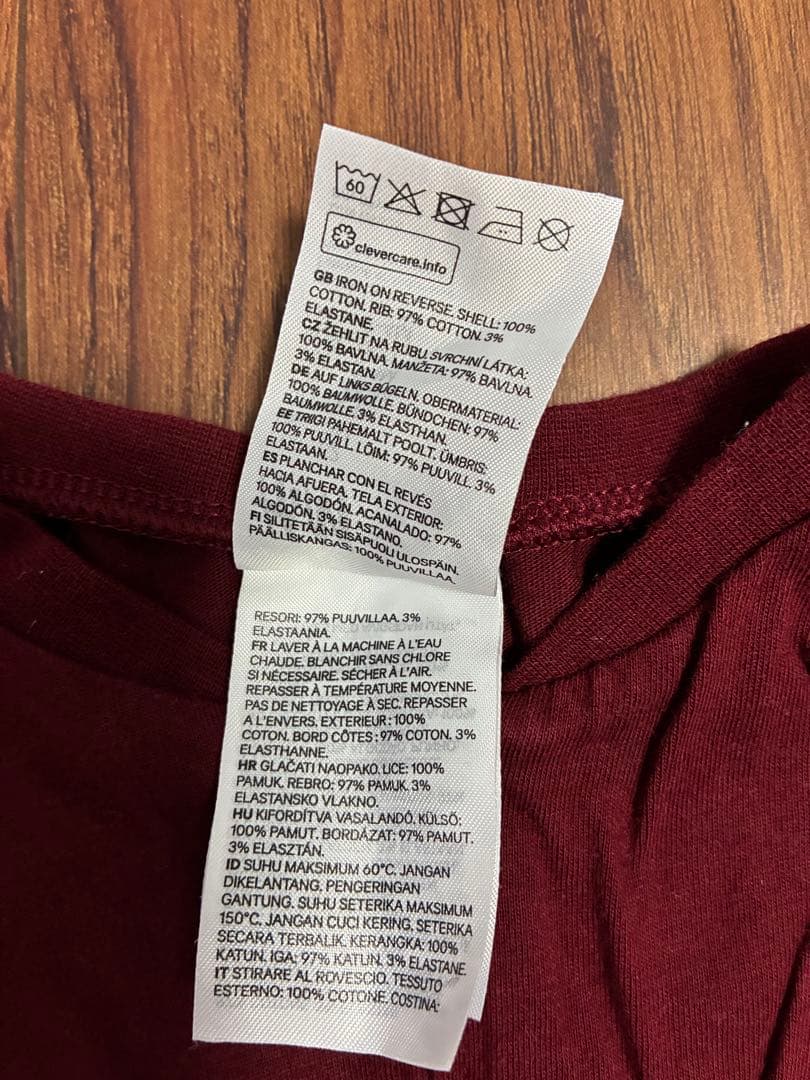 60
clevercare.info
GB IRON ON REVERSE. SHELL: 100%
COTTON. RIB: 97% COTTON. 3%
ELASTANE.
CZ ŽEHLIT NA RUBU. SVRCHNÍ LÁTKA:
100% BAVLNA. MANŽETA: 97% BAVLNA.
3% ELASTAN.
DE AUF LINKS BÜGELN. OBERMATERIAL:
100% BAUMWOLLE. BÜNDCHEN: 97%
BAUMWOLLE. 3% ELASTHAN.
EE TRIIGI PAHEMALT POOLT. ÜMBRIS:
100% PUUVILL. LÕIM: 97% PUUVILL. 3%
ELASTAAN.
ES PLANCHAR CON EL REVÉS
HACIA AFUERA. TELA EXTERIOR:
100% ALGODÓN. ACANALADO: 97%
ALGODÓN. 3% ELASTANO.
FI SILITETÄÄN SISÄPUOLI ULOSPÄIN.
PÄÄLLISKANGAS: 100% PUUVILLAA.
RESORI: 97% PUUVILLAA. 3%
ELASTAANIA.
FR LAVER À LA MACHINE À L'EAU
CHAUDE. BLANCHIR SANS CHLORE
SI NÉCESSAIRE. SÉCHER À L'AIR.
REPASSER À TEMPÉRATURE MOYENNE.
PAS DE NETTOYAGE À SEC. REPASSER
A L'ENVERS. EXTERIEUR: 100%
COTON. BORD CÔTES: 97% COTON. 3%
ELASTHANNE.
HR GLAČATI NAOPAKO. LICE: 100%
PAMUK. REBRO: 97% PAMUK. 3%
ELASTANSKO VLAKNO.
HU KIFORDÍTVA VASALANDÓ. KÜLSŐ:
100% PAMUT. BORDÁZAT: 97% PAMUT.
3% ELASZTÁN.
ID SUHU MAKSIMUM 60°C. JANGAN
DIKELANTANG. PENGERINGAN
GANTUNG. SUHU SETERIKA MAKSIMUM
150°C. JANGAN CUCI KERING. SETERIKA
SECARA TERBALIK. KERANGKA: 100%
KATUN. IGA: 97% KATUN. 3% ELASTANE.
IT STIRARE AL ROVESCIO. TESSUTO
ESTERNO: 100% COTONE. COSTINA: